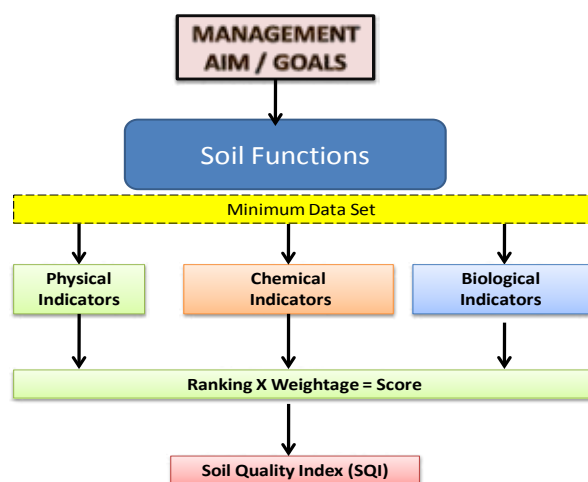 MANAGEMENT
AIM / GOALS
Soil Functions
Minimum Data Set
Physical
Indicators
Chemical
Indicators
Biological
Indicators
Ranking X Weightage = Score
Soil Quality Index (SQI)